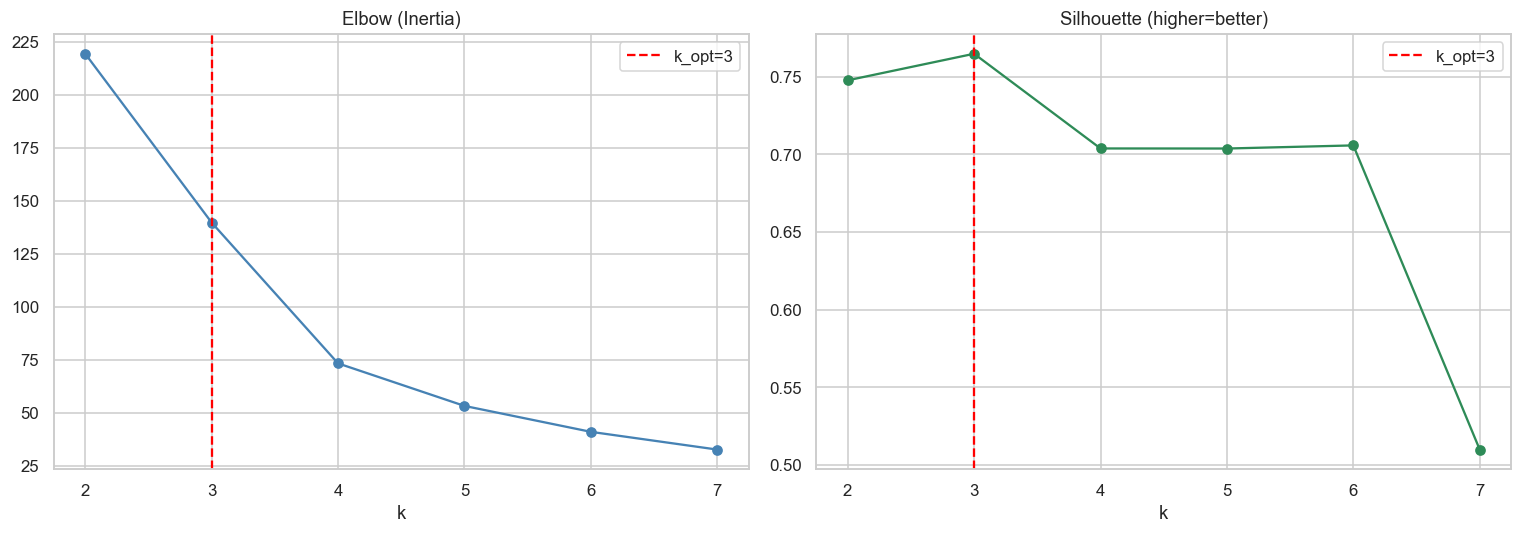 Elbow (Inertia)
225
200
175
150
125
100
75
50
25
2 3 4 5 6 7
k
k_opt=3
Silhouette (higher=better)
0.75
0.70
0.65
0.60
0.55
0.50
2 3 4 5 6 7
k
k_opt=3